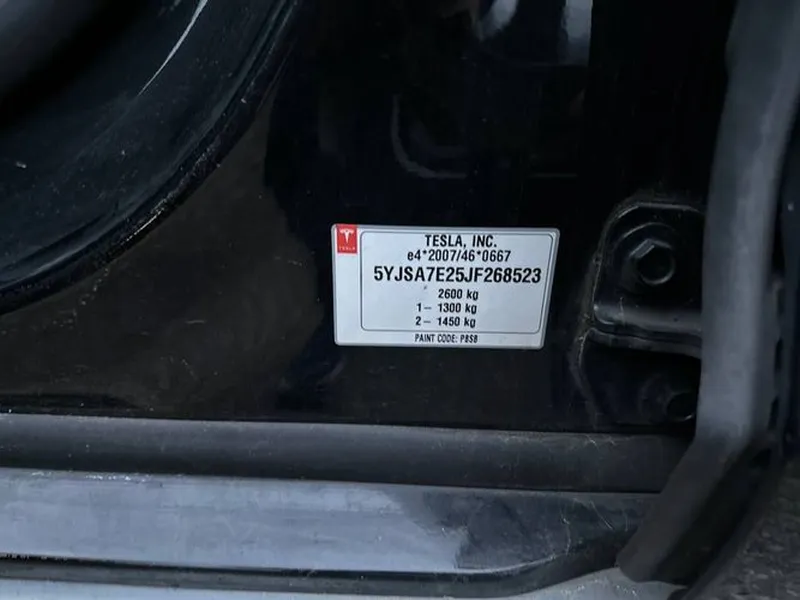 TESLA
TESLA, INC.
e4*2007/46*0667
5YJSA7E25JF268523
2600 kg
1– 1300 kg
2– 1450 kg
PAINT CODE: PBSB